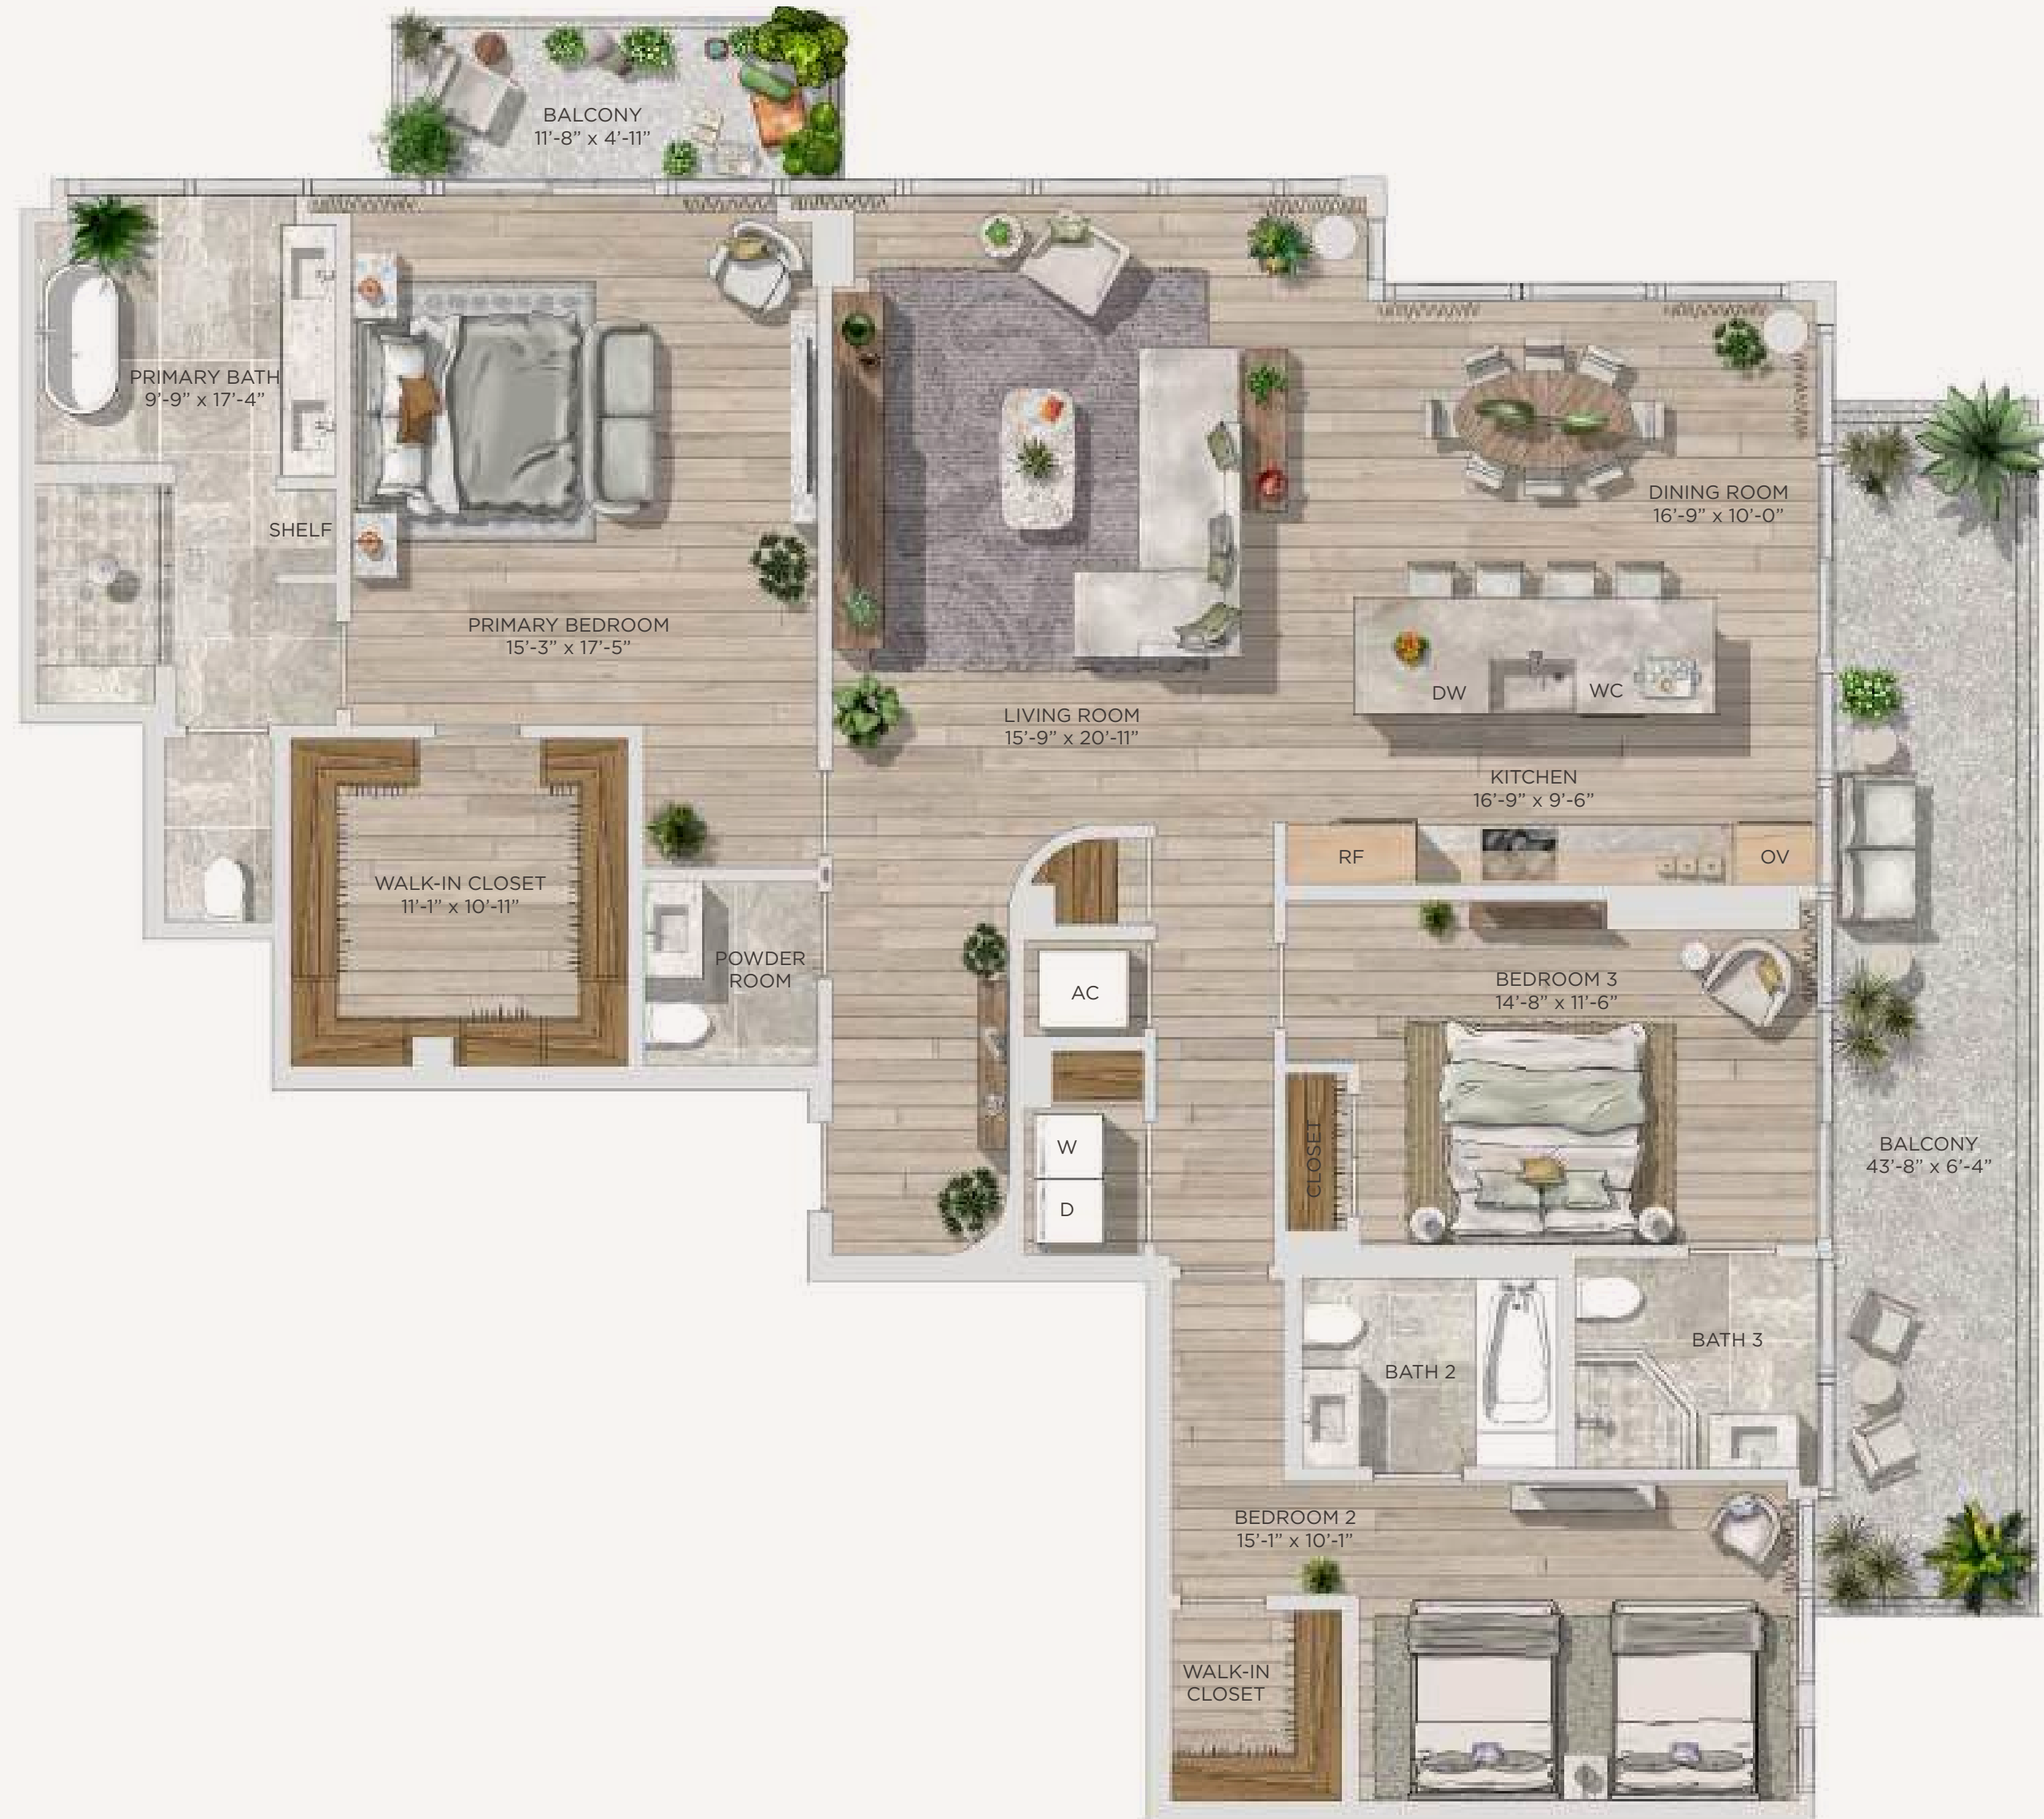 BALCONY
11'-8” x 4'-11”
PRIMARY BATH
9'-9” x 17'-4”
DINING ROOM
16'-9” x 10'-0”
SHELF
PRIMARY BEDROOM
15'-3” x 17'-5”
DW
WC
LIVING ROOM
15'-9” x 20'-11”
KITCHEN
16'-9” x 9'-6”
RF
OV
WALK-IN CLOSET
11'-1” x 10'-11”
POWDER
ROOM
AC
BEDROOM 3
14'-8” x 11'-6”
W
D
CLOSET
BALCONY
43'-8” x 6'-4”
BATH 2
BATH 3
BEDROOM 2
15'-1” x 10'-1”
WALK-IN
CLOSET